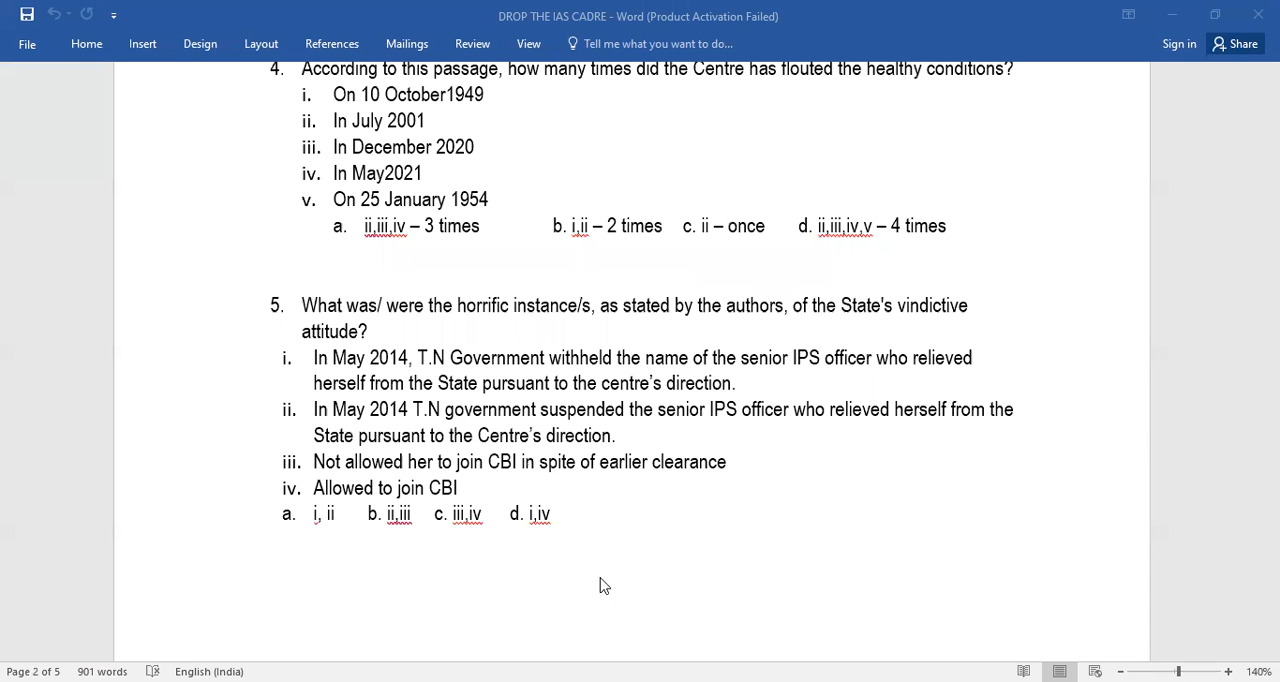 DROP THE IAS CADRE - Word (Product Activation Failed)
File Home Insert Design Layout References Mailings Review View Tell me what you want to do... Sign in Share
4. According to this passage, how many times did the Centre has flouted the healthy conditions?
i. On 10 October1949
ii. In July 2001
iii. In December 2020
iv. In May2021
v. On 25 January 1954
a. ii,iii,iv – 3 times b. i,ii – 2 times c. ii – once d. ii,iii,iv,v – 4 times
5. What was/ were the horrific instance/s, as stated by the authors, of the State's vindictive
attitude?
i. In May 2014, T.N Government withheld the name of the senior IPS officer who relieved
herself from the State pursuant to the centre’s direction.
ii. In May 2014 T.N government suspended the senior IPS officer who relieved herself from the
State pursuant to the Centre’s direction.
iii. Not allowed her to join CBI in spite of earlier clearance
iv. Allowed to join CBI
a. i, ii b. ii,iii c. iii,iv d. i,iv
Page 2 of 5 901 words English (India) 140%